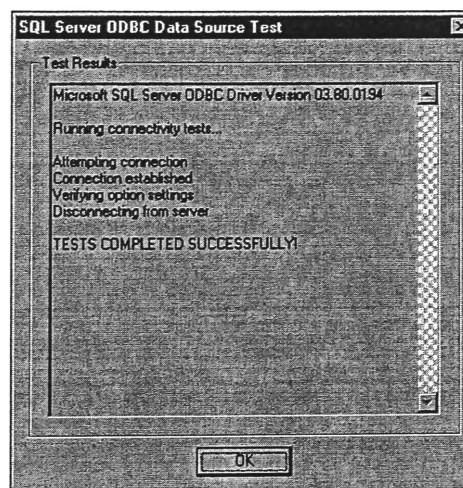 SQL Server ODBC Data Source Test
Test Results
Microsoft SQL Server ODBC Driver Version 03.80.0194
Running connectivity tests...
Attempting connection
Connection established
Verifying option settings
Disconnecting from server
TESTS COMPLETED SUCCESSFULLY!
OK